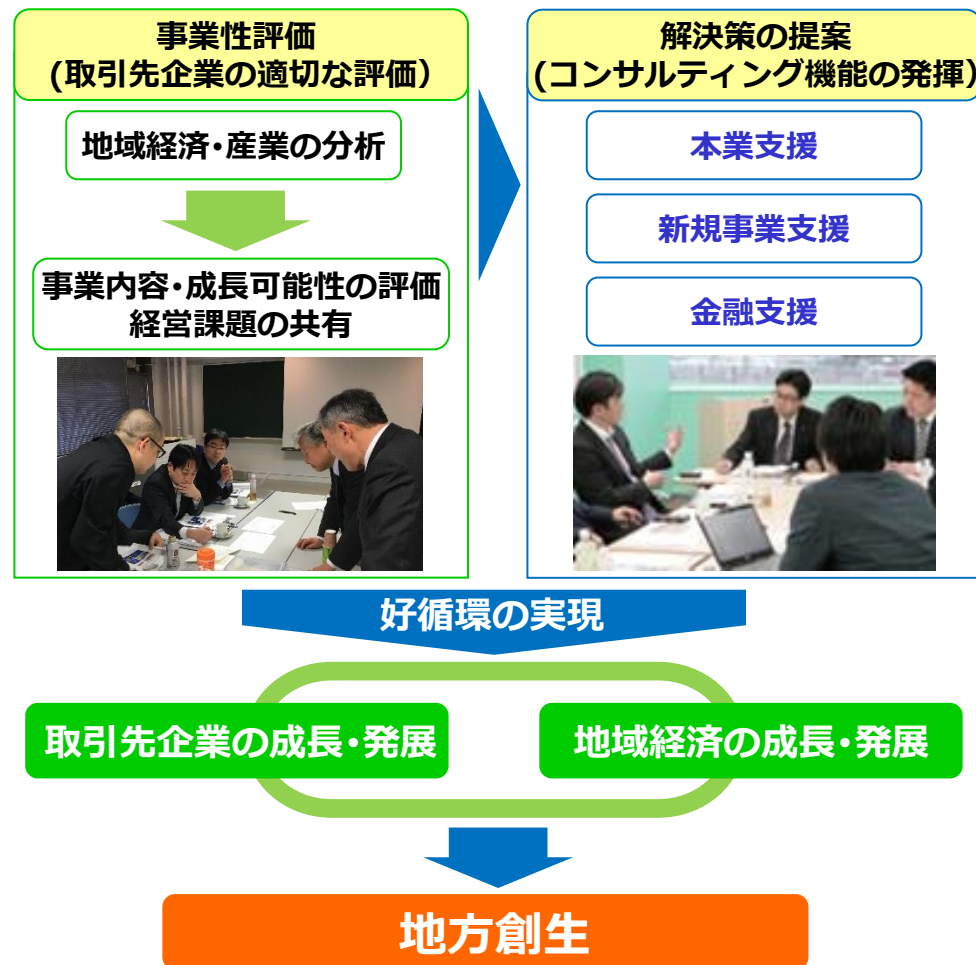 事業性評価
(取引先企業の適切な評価）
地域経済・産業の分析
事業内容・成長可能性の評価
経営課題の共有
解決策の提案
(コンサルティング機能の発揮)
本業支援
新規事業支援
金融支援
好循環の実現
取引先企業の成長・発展
地域経済の成長・発展
地方創生